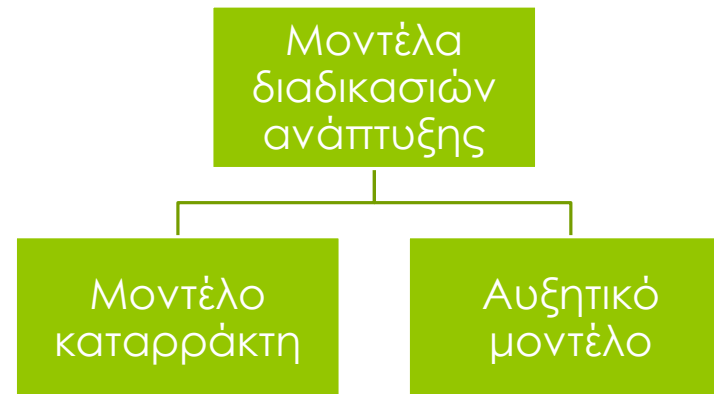 Μοντέλα
διαδικασιών
ανάπτυξης
Μοντέλο
καταρράκτη
Αυξητικό
μοντέλο